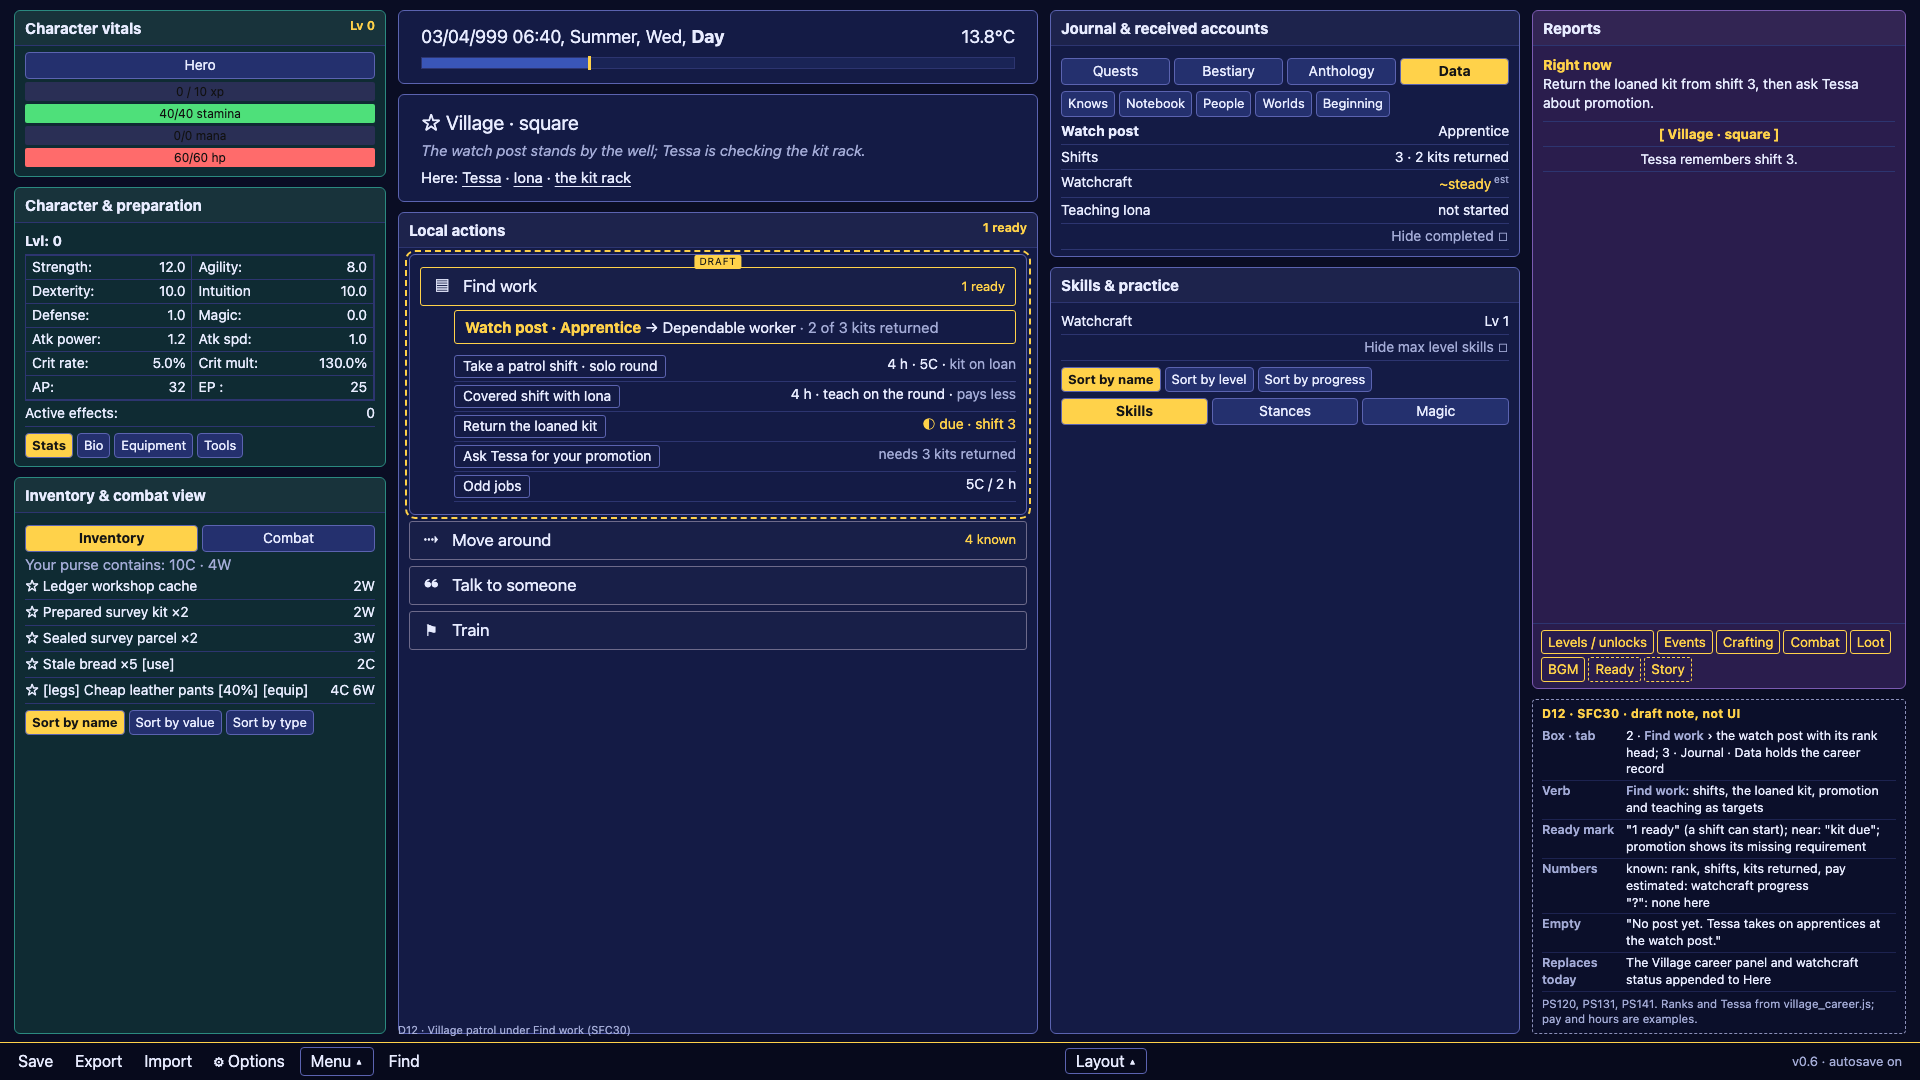 Character vitals Lv 0
Hero
0 / 10 xp
40/40 stamina
0/0 mana
60/60 hp
Character & preparation
Lvl: 0
Strength: 12.0 Agility: 8.0
Dexterity: 10.0 Intuition 10.0
Defense: 1.0 Magic: 0.0
Atk power: 1.2 Atk spd: 1.0
Crit rate: 5.0% Crit mult: 130.0%
AP: 32 EP : 25
Active effects: 0
Stats Bio Equipment Tools
Inventory & combat view
Inventory Combat
Your purse contains: 10C · 4W
☆ Ledger workshop cache 2W
☆ Prepared survey kit ×2 2W
☆ Sealed survey parcel ×2 3W
☆ Stale bread ×5 [use] 2C
☆ [legs] Cheap leather pants [40%] [equip] 4C 6W
Sort by name Sort by value Sort by type
03/04/999 06:40, Summer, Wed, Day 13.8°C
☆ Village · square
The watch post stands by the well; Tessa is checking the kit rack.
Here: Tessa · Iona · the kit rack
Local actions 1 ready
DRAFT
▤ Find work 1 ready
Watch post · Apprentice → Dependable worker · 2 of 3 kits returned
Take a patrol shift · solo round 4 h · 5C · kit on loan
Covered shift with Iona 4 h · teach on the round · pays less
Return the loaned kit ◐ due · shift 3
Ask Tessa for your promotion needs 3 kits returned
Odd jobs 5C / 2 h
⤑ Move around 4 known
❝ Talk to someone
⚑ Train
D12 · Village patrol under Find work (SFC30)
Journal & received accounts
Quests Bestiary Anthology Data
Knows Notebook People Worlds Beginning
Watch post Apprentice
Shifts 3 · 2 kits returned
Watchcraft ~steady est
Teaching Iona not started
Hide completed □
Skills & practice
Watchcraft Lv 1
Hide max level skills □
Sort by name Sort by level Sort by progress
Skills Stances Magic
Reports
Right now
Return the loaned kit from shift 3, then ask Tessa
about promotion.
[ Village · square ]
Tessa remembers shift 3.
Levels / unlocks Events Crafting Combat Loot
BGM Ready Story
D12 · SFC30 · draft note, not UI
Box · tab 2 · Find work › the watch post with its rank
head; 3 · Journal · Data holds the career
record
Verb Find work: shifts, the loaned kit, promotion
and teaching as targets
Ready mark "1 ready" (a shift can start); near: "kit due";
promotion shows its missing requirement
Numbers known: rank, shifts, kits returned, pay
estimated: watchcraft progress
"?": none here
Empty "No post yet. Tessa takes on apprentices at
the watch post."
Replaces today The Village career panel and watchcraft
status appended to Here
PS120, PS131, PS141. Ranks and Tessa from village_career.js;
pay and hours are examples.
Save Export Import ⚙ Options Menu ▴ Find Layout ▴ v0.6 · autosave on